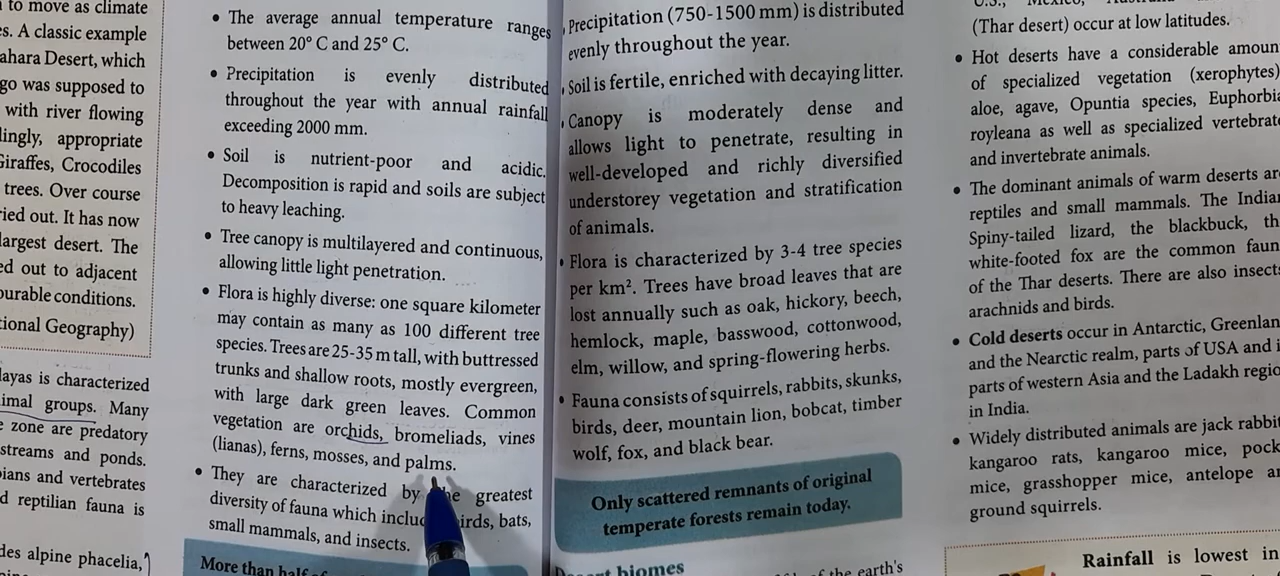 to move as climate
s. A classic example
ahara Desert, which
go was supposed to
with river flowing
lingly, appropriate
Giraffes, Crocodiles
trees. Over course
ried out. It has now
largest desert. The
ed out to adjacent
ourable conditions.
tional Geography)
layas is characterized
imal groups. Many
e zone are predatory
streams and ponds.
pians and vertebrates
d reptilian fauna is
des alpine phacelia,
• The average annual temperature ranges
between 20° C and 25° C.
• Precipitation is evenly distributed
throughout the year with annual rainfall
exceeding 2000 mm.
• Soil is nutrient-poor and acidic.
Decomposition is rapid and soils are subject
to heavy leaching.
• Tree canopy is multilayered and continuous,
allowing little light penetration.
• Flora is highly diverse: one square kilometer
may contain as many as 100 different tree
species. Trees are 25-35 m tall, with buttressed
trunks and shallow roots, mostly evergreen,
with large dark green leaves. Common
vegetation are orchids, bromeliads, vines
(lianas), ferns, mosses, and palms.
• They are characterized by the greatest
diversity of fauna which includ birds, bats,
small mammals, and insects.
More than half of
Precipitation (750-1500 mm) is distributed
evenly throughout the year.
Soil is fertile, enriched with decaying litter.
Canopy is moderately dense and
allows light to penetrate, resulting in
well-developed and richly diversified
understorey vegetation and stratification
of animals.
• Flora is characterized by 3-4 tree species
per km². Trees have broad leaves that are
lost annually such as oak, hickory, beech,
hemlock, maple, basswood, cottonwood,
elm, willow, and spring-flowering herbs.
• Fauna consists of squirrels, rabbits, skunks,
birds, deer, mountain lion, bobcat, timber
wolf, fox, and black bear.
Only scattered remnants of original
temperate forests remain today.
biomes
of the earth's
(Thar desert) occur at low latitudes.
• Hot deserts have a considerable amoun
of specialized vegetation (xerophytes)
aloe, agave, Opuntia species, Euphorbia
royleana as well as specialized vertebrat
and invertebrate animals.
• The dominant animals of warm deserts ar
reptiles and small mammals. The Indian
Spiny-tailed lizard, the blackbuck, th
white-footed fox are the common faun
of the Thar deserts. There are also insects
arachnids and birds.
• Cold deserts occur in Antarctic, Greenlan
and the Nearctic realm, parts of USA and i
parts of western Asia and the Ladakh regio
in India.
• Widely distributed animals are jack rabbit
kangaroo rats, kangaroo mice, pock
mice, grasshopper mice, antelope a
ground squirrels.
Rainfall is lowest in